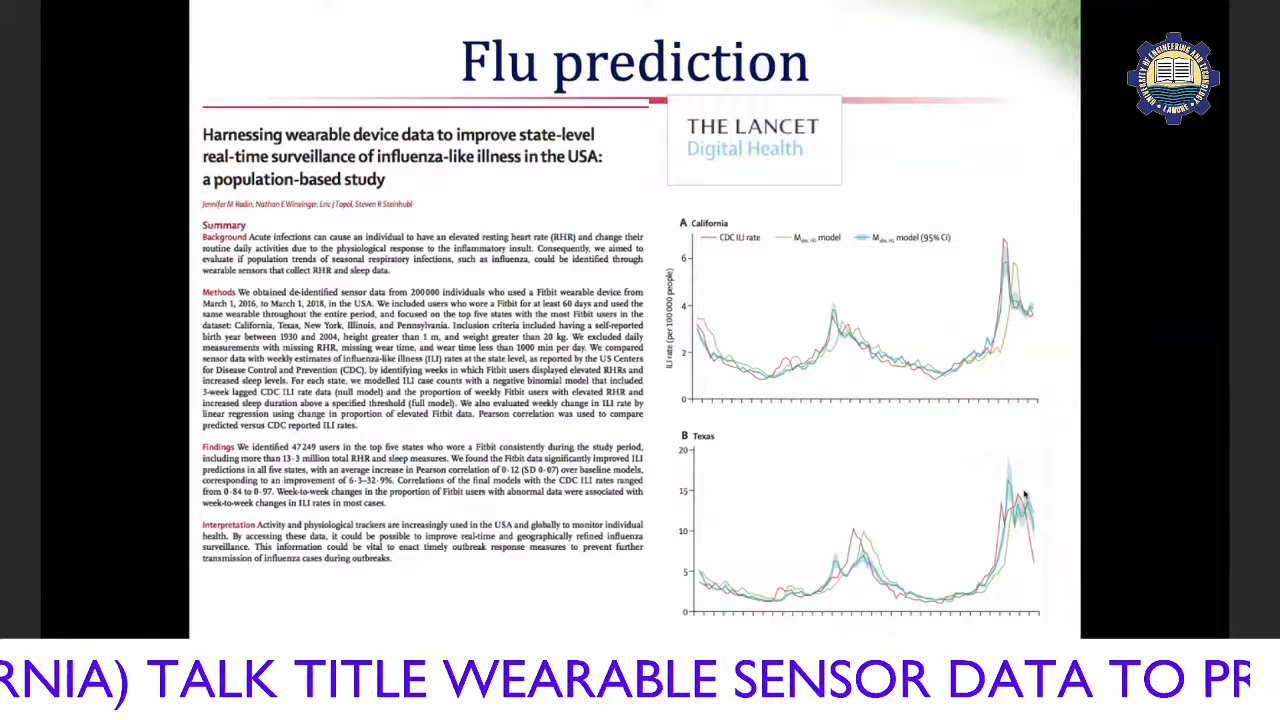 Flu prediction
UNIVERSITY OF ENGINEERING AND TECHNOLOGY
LAHORE
Harnessing wearable device data to improve state-level
real-time surveillance of influenza-like illness in the USA:
a population-based study
THE LANCET
Digital Health
Jennifer M Radin, Nathan E Wineinger, Eric J Topol, Steven R Steinhubl
Summary
Background Acute infections can cause an individual to have an elevated resting heart rate (RHR) and change their
routine daily activities due to the physiological response to the inflammatory insult. Consequently, we aimed to
evaluate if population trends of seasonal respiratory infections, such as influenza, could be identified through
wearable sensors that collect RHR and sleep data.
Methods We obtained de-identified sensor data from 200 000 individuals who used a Fitbit wearable device from
March 1, 2016, to March 1, 2018, in the USA. We included users who wore a Fitbit for at least 60 days and used the
same wearable throughout the entire period, and focused on the top five states with the most Fitbit users in the
dataset: California, Texas, New York, Illinois, and Pennsylvania. Inclusion criteria included having a self-reported
birth year between 1930 and 2004, height greater than 1 m, and weight greater than 20 kg. We excluded daily
measurements with missing RHR, missing wear time, and wear time less than 1000 min per day. We compared
sensor data with weekly estimates of influenza-like illness (ILI) rates at the state level, as reported by the US Centers
for Disease Control and Prevention (CDC), by identifying weeks in which Fitbit users displayed elevated RHRs and
increased sleep levels. For each state, we modelled ILI case counts with a negative binomial model that included
3-week lagged CDC ILI rate data (null model) and the proportion of weekly Fitbit users with elevated RHR and
increased sleep duration above a specified threshold (full model). We also evaluated weekly change in ILI rate by
linear regression using change in proportion of elevated Fitbit data. Pearson correlation was used to compare
predicted versus CDC reported ILI rates.
Findings We identified 47 249 users in the top five states who wore a Fitbit consistently during the study period,
including more than 13·3 million total RHR and sleep measures. We found the Fitbit data significantly improved ILI
predictions in all five states, with an average increase in Pearson correlation of 0·12 (SD 0·07) over baseline models,
corresponding to an improvement of 6·3–32·9%. Correlations of the final models with the CDC ILI rates ranged
from 0·84 to 0·97. Week-to-week changes in the proportion of Fitbit users with abnormal data were associated with
week-to-week changes in ILI rates in most cases.
Interpretation Activity and physiological trackers are increasingly used in the USA and globally to monitor individual
health. By accessing these data, it could be possible to improve real-time and geographically refined influenza
surveillance. This information could be vital to enact timely outbreak response measures to prevent further
transmission of influenza cases during outbreaks.
A California
CDC ILI rate model model (95% CI)
ILI rate (per 100 000 people)
6
4
2
0
B Texas
20
15
10
5
0
RNIA) TALK TITLE WEARABLE SENSOR DATA TO PR